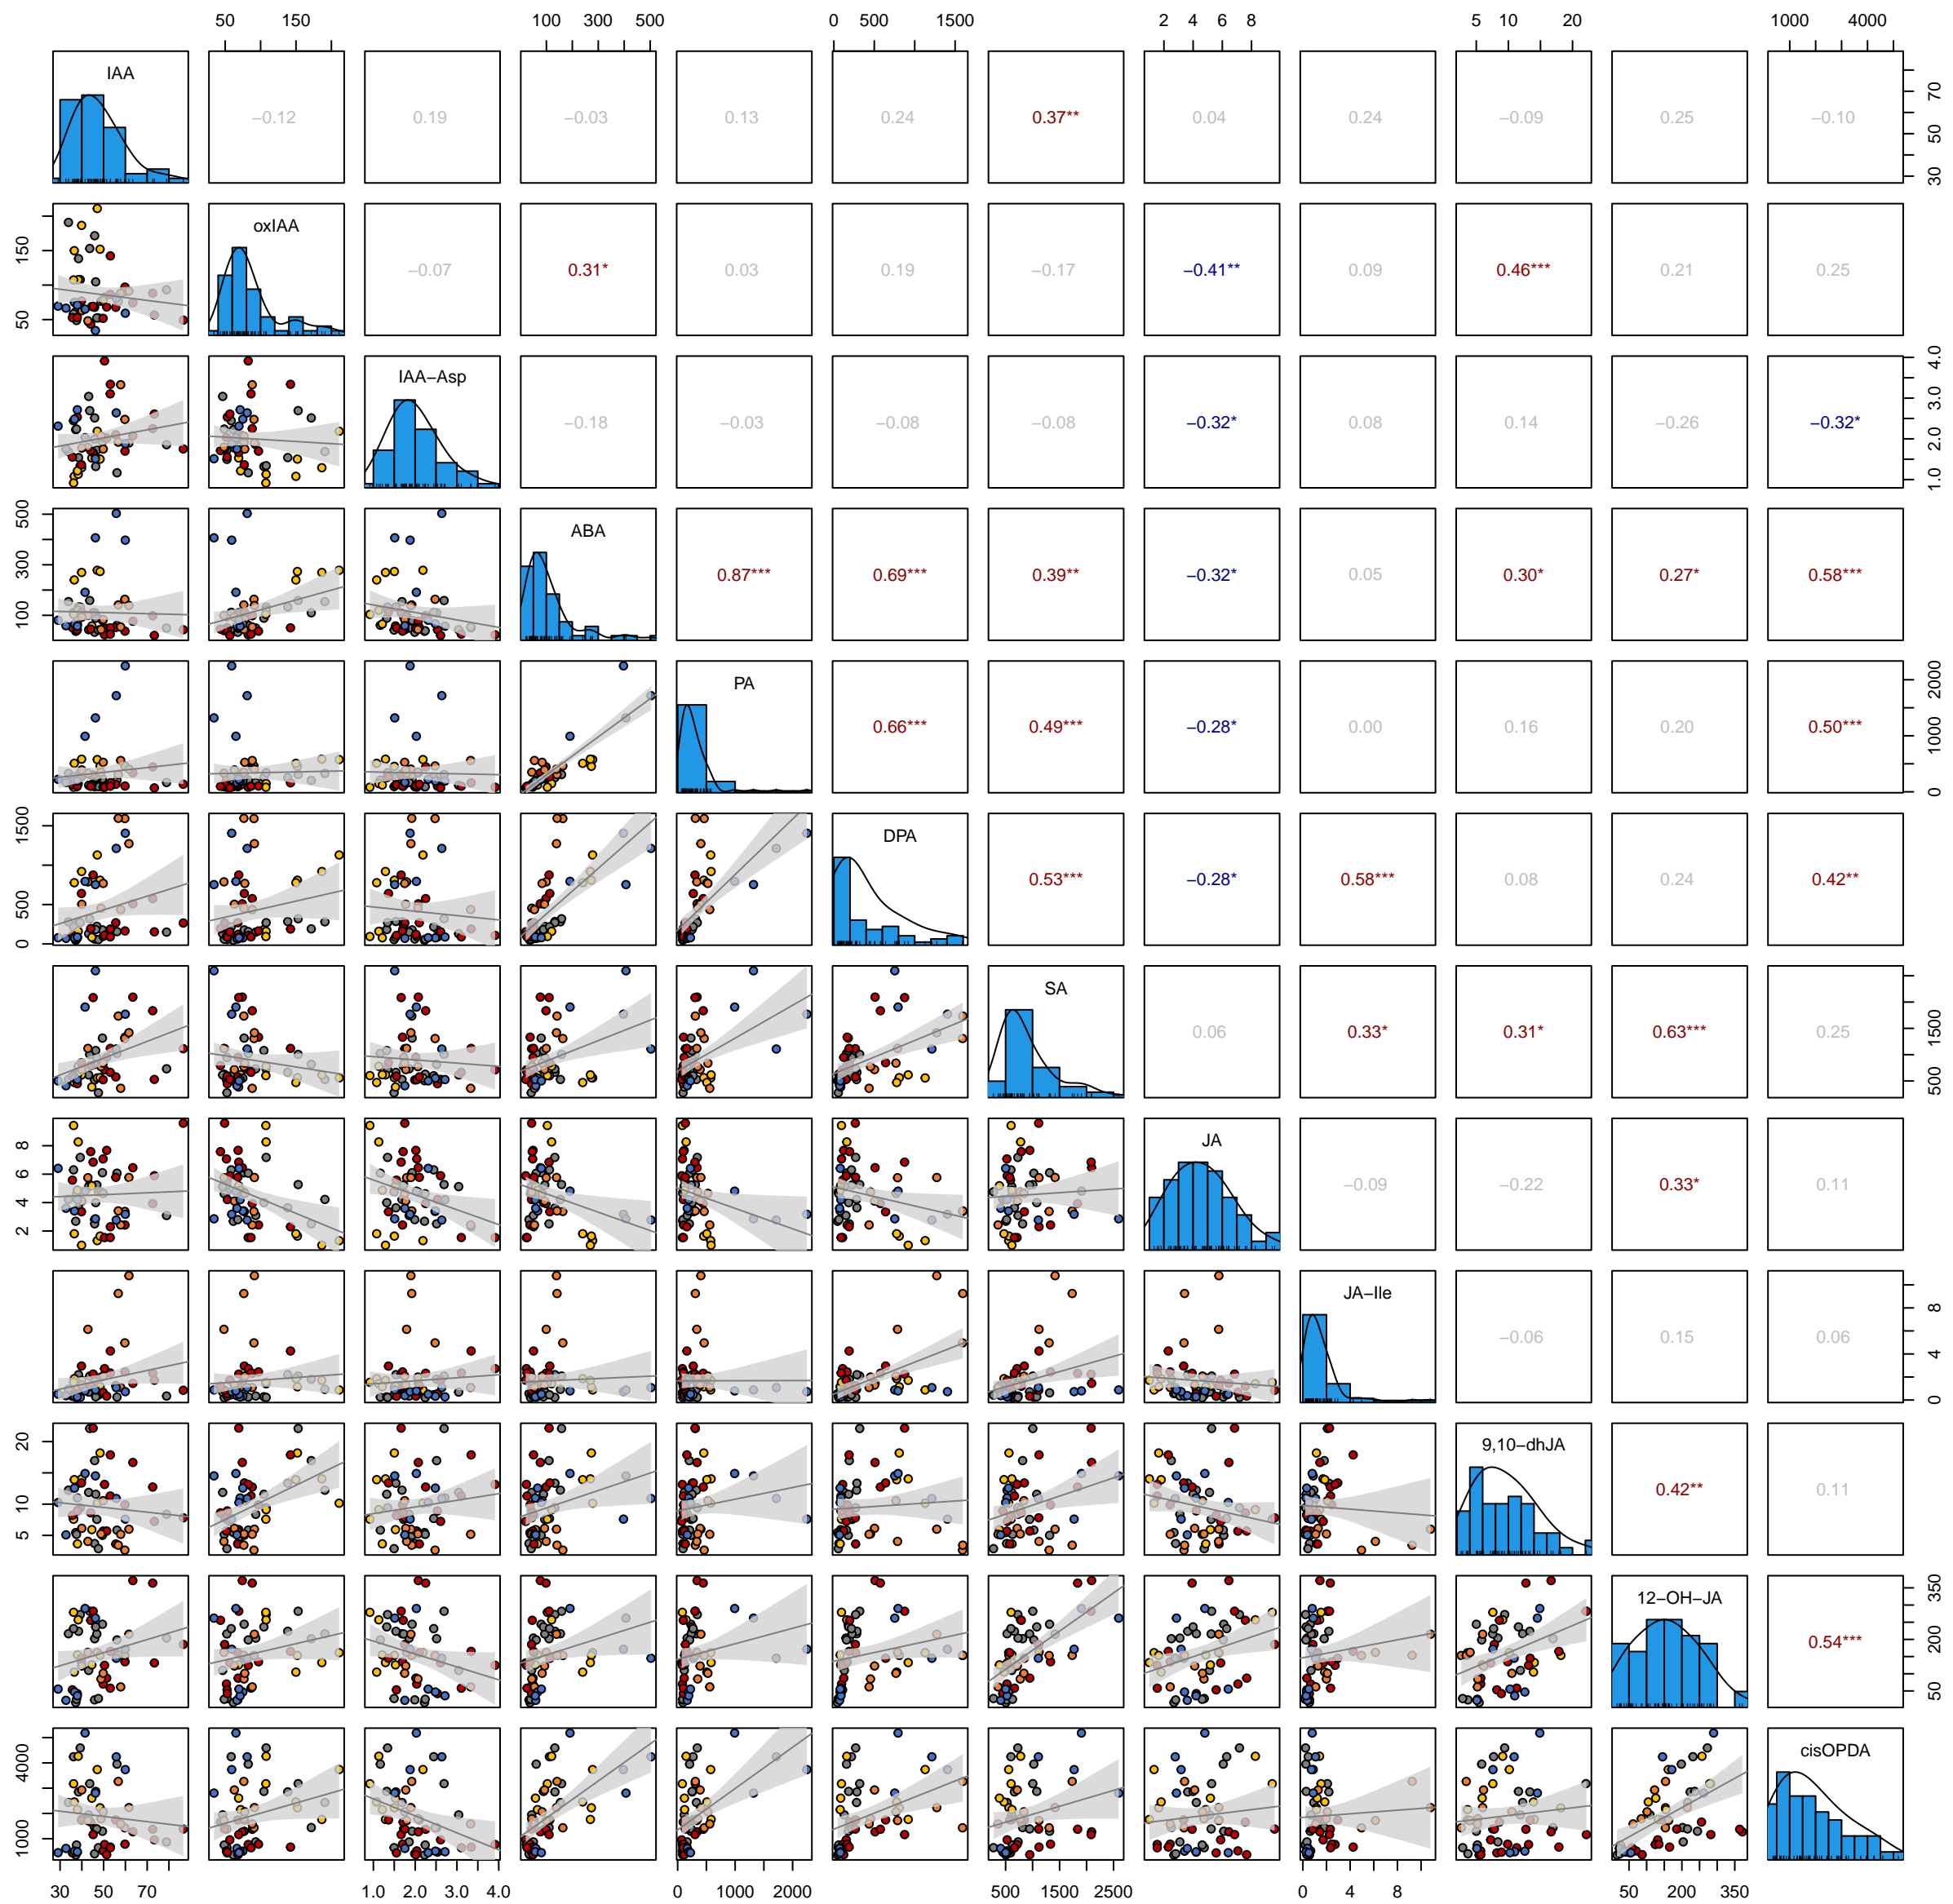 50 150 100 300 500 0 500 1500 2 4 6 8 5 10 20 1000 4000
IAA −0.12 0.19 −0.03 0.13 0.24 0.37** 0.04 0.24 −0.09 0.25 −0.10 30 50 70
50 150 oxIAA −0.07 0.31* 0.03 0.19 −0.17 −0.41** 0.09 0.46*** 0.21 0.25
IAA−Asp −0.18 −0.03 −0.08 −0.08 −0.32* 0.08 0.14 −0.26 −0.32* 1.0 2.0 3.0 4.0
100 300 500 ABA 0.87*** 0.69*** 0.39** −0.32* 0.05 0.30* 0.27* 0.58***
PA 0.66*** 0.49*** −0.28* 0.00 0.16 0.20 0.50*** 0 1000 2000
0 500 1500 DPA 0.53*** −0.28* 0.58*** 0.08 0.24 0.42**
SA 0.06 0.33* 0.31* 0.63*** 0.25 500 1500
2 4 6 8 JA −0.09 −0.22 0.33* 0.11
JA−Ile −0.06 0.15 0.06 0 4 8
5 10 20 9,10−dhJA 0.42** 0.11
12−OH−JA 0.54*** 50 200 350
1000 4000 cisOPDA
30 50 70 1.0 2.0 3.0 4.0 0 1000 2000 500 1500 2500 0 4 8 50 200 350